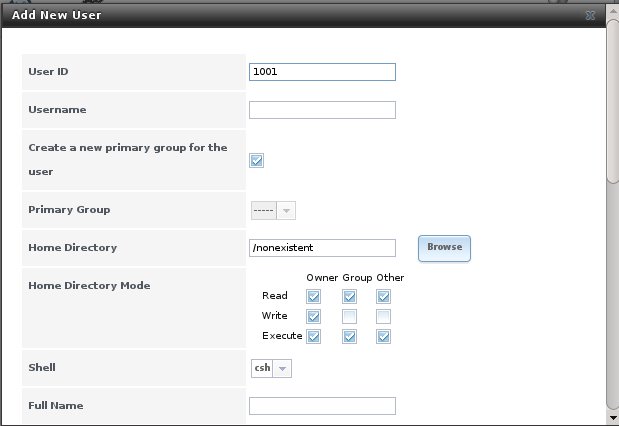 Add New User
User ID 1001
Username
Create a new primary group for the
user
Primary Group -----
Home Directory /nonexistent Browse
Home Directory Mode Owner Group Other
Read
Write
Execute
Shell csh
Full Name